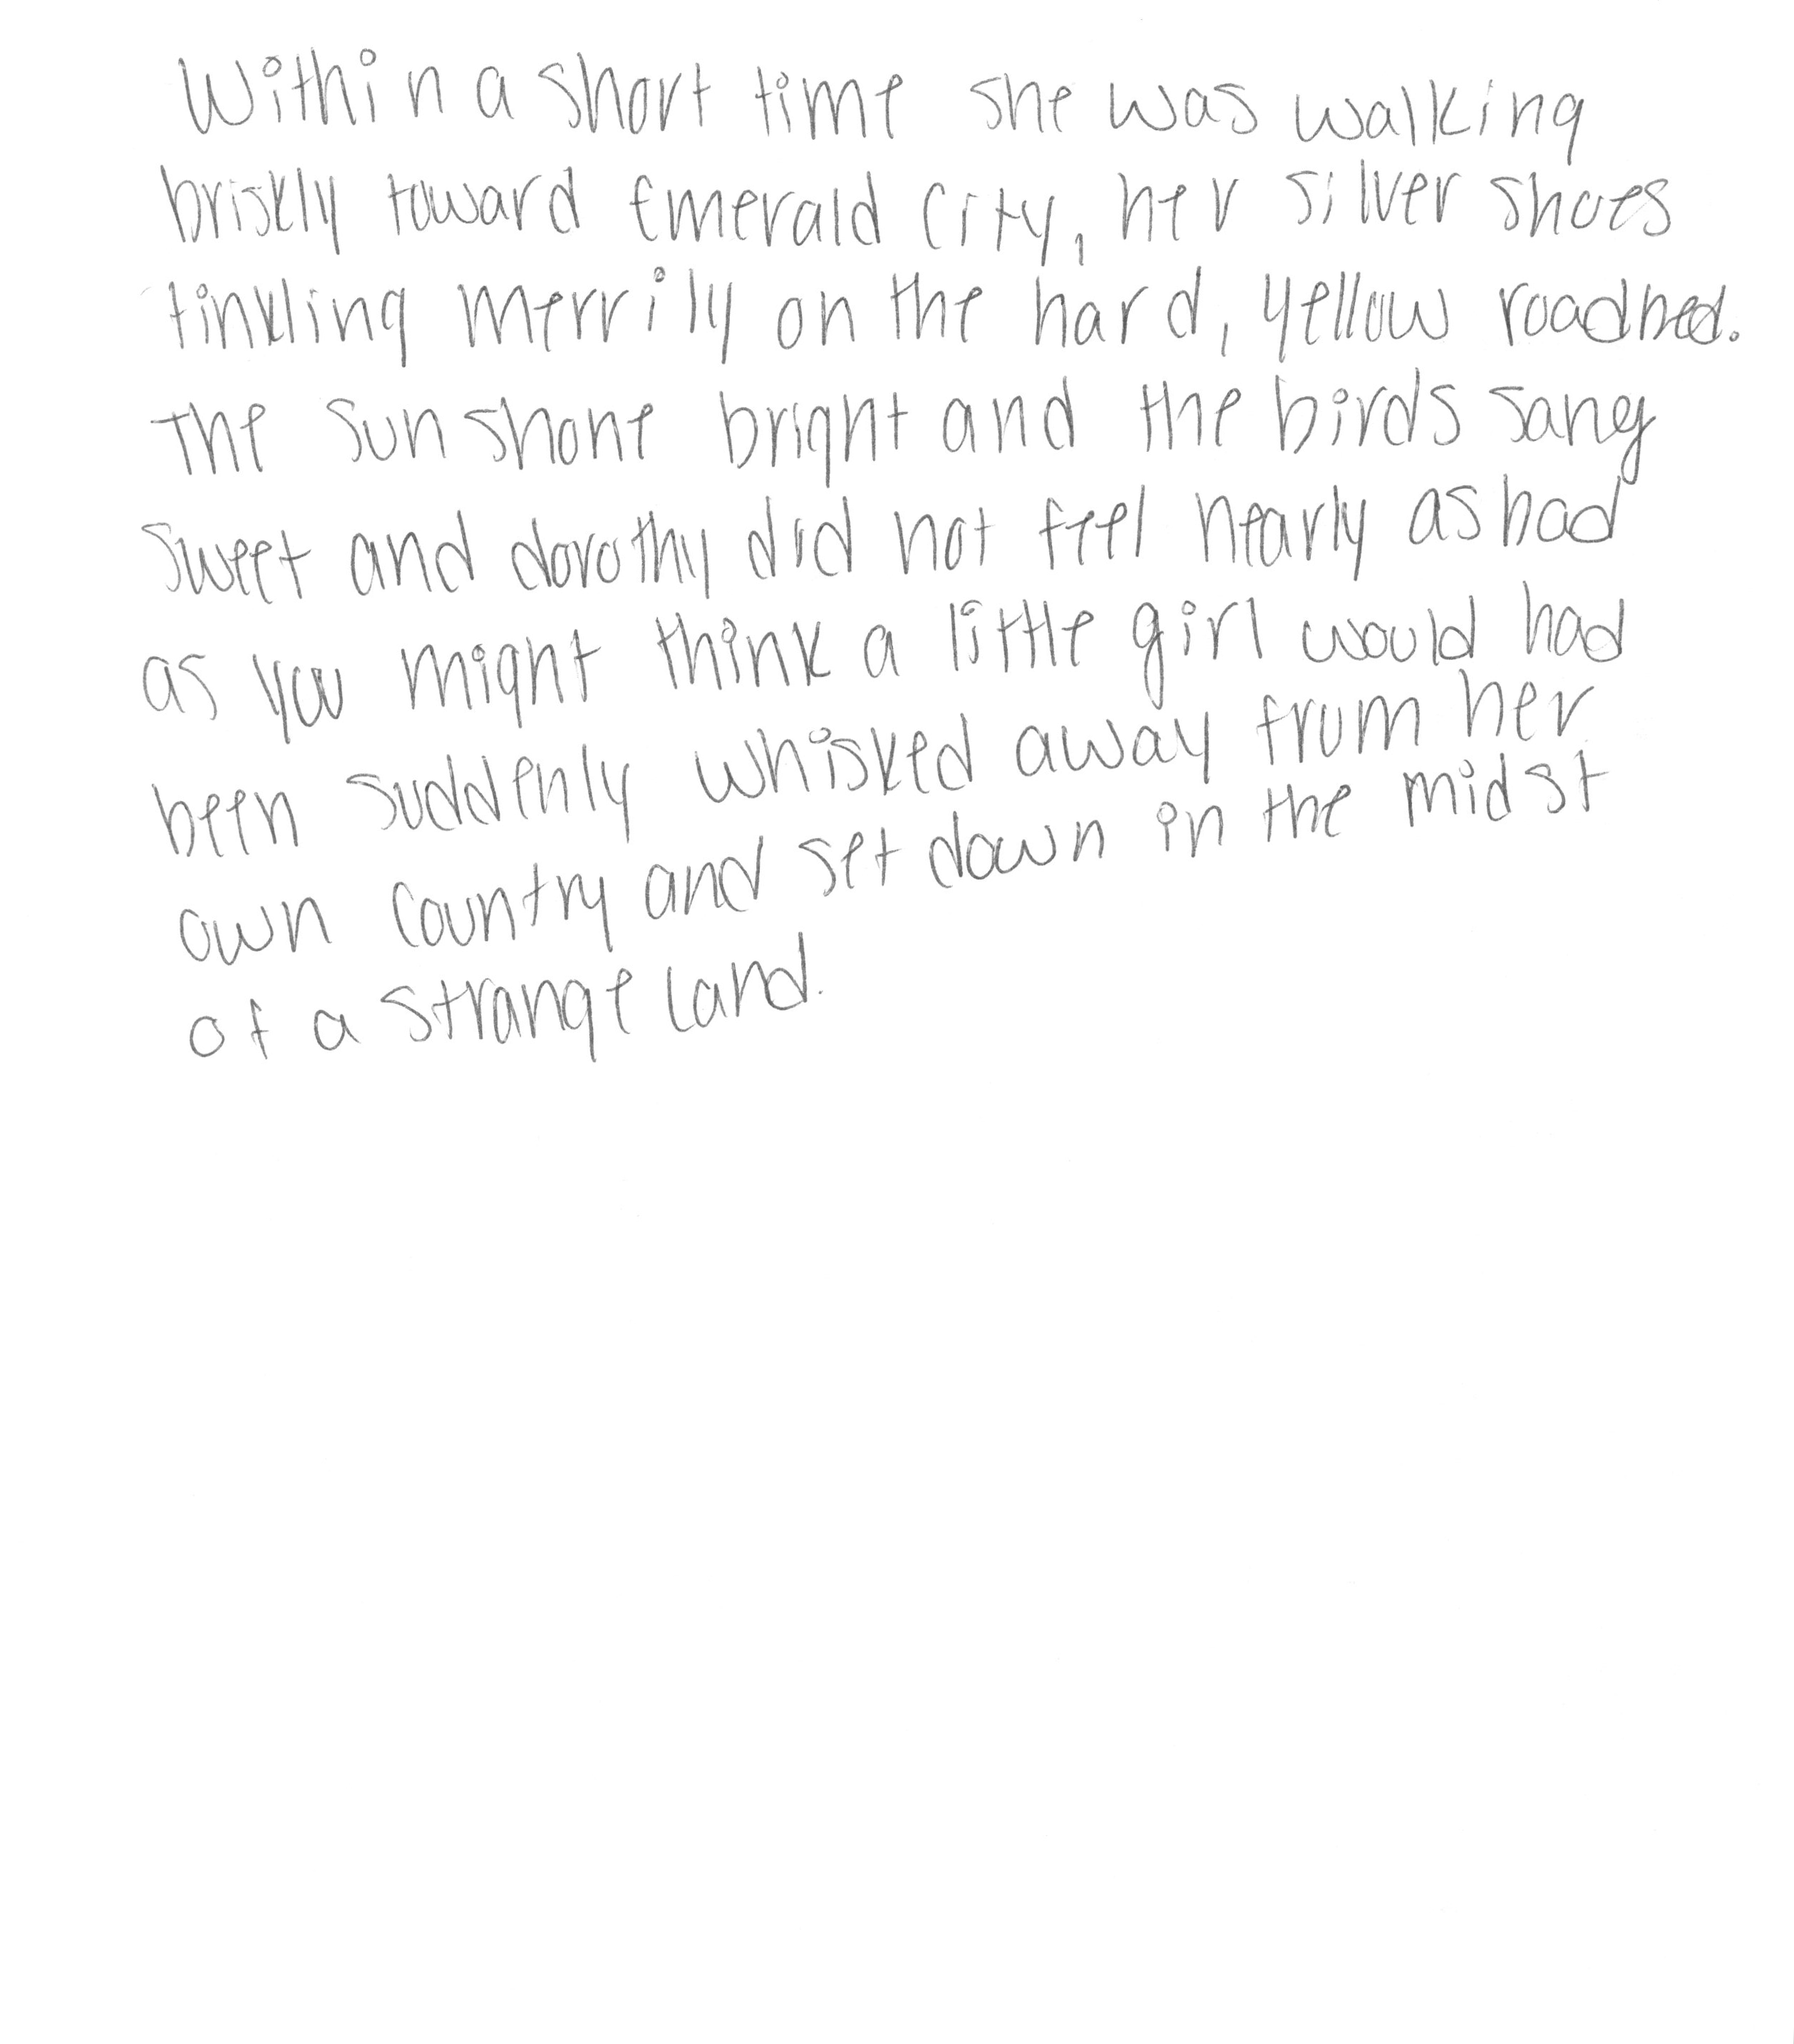 Within a short time she was walking
briskly toward Emerald City, her silver shoes
tinkling merrily on the hard, yellow roadbed.
The sun shone bright and the birds sang
sweet and dorothy did not feel nearly as bad
as you might think a little girl would had
been suddenly whisked away from her
own country and set down in the midst
of a strange land.